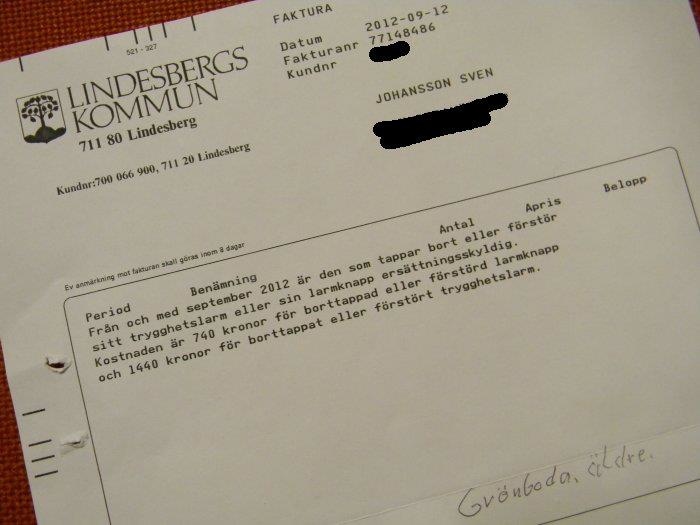 FAKTURA
521 - 327
Datum 2012-09-12
Fakturanr 77148486
Kundnr
LINDESBERGS
KOMMUN
711 80 Lindesberg
JOHANSSON SVEN
Kundnr:700 066 900, 711 20 Lindesberg
Ev anmärkning mot fakturan skall göras inom 8 dagar
Period Benämning Antal Apris Belopp
Från och med september 2012 är den som tappar bort eller förstör
sitt trygghetslarm eller sin larmknapp ersättningsskyldig.
Kostnaden är 740 kronor för borttappad eller förstörd larmknapp
och 1440 kronor för borttappat eller förstört trygghetslarm.
Grönboda, äldre.